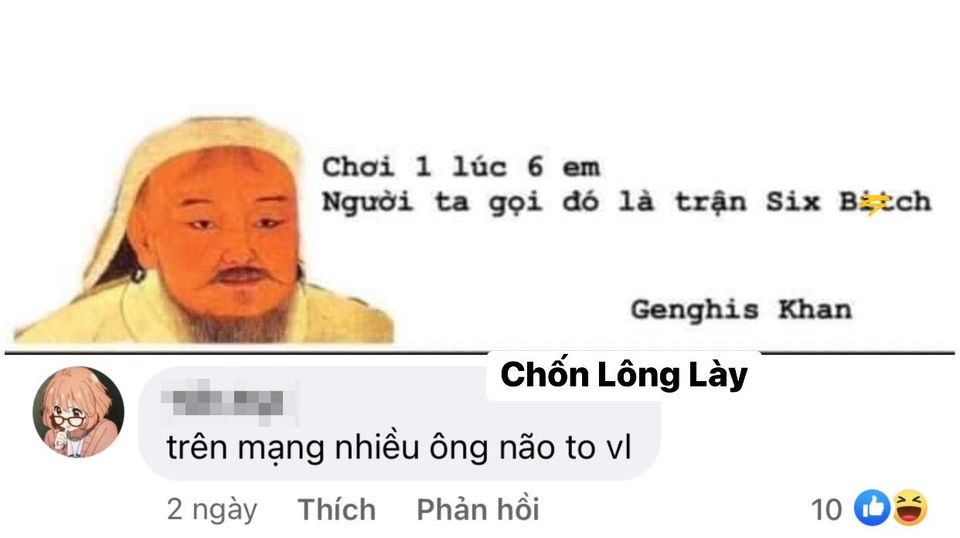 Chơi 1 lúc 6 em
Người ta gọi đó là trận Six Bitch
Genghis Khan
Chốn Lông Lày
trên mạng nhiều ông não to vl
2 ngày Thích Phản hồi 10